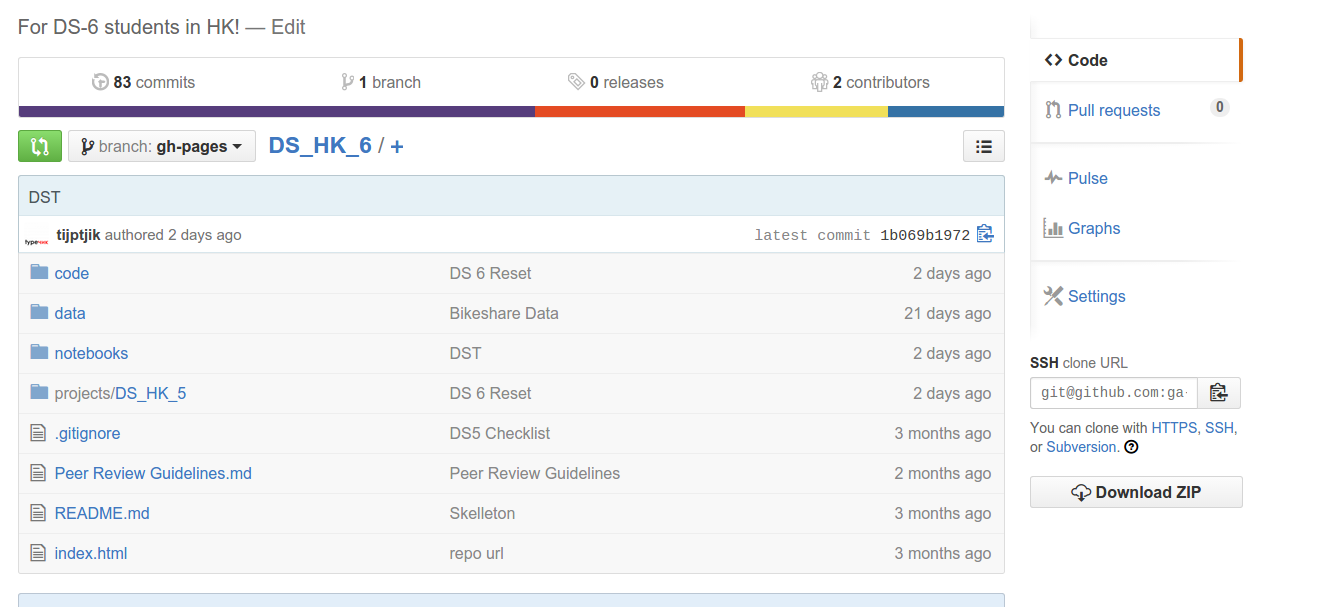 For DS-6 students in HK! — Edit
83 commits 1 branch 0 releases 2 contributors
branch: gh-pages DS_HK_6 / +
DST
tijptjik authored 2 days ago latest commit 1b069b1972
code DS 6 Reset 2 days ago
data Bikeshare Data 21 days ago
notebooks DST 2 days ago
projects/DS_HK_5 DS 6 Reset 2 days ago
.gitignore DS5 Checklist 3 months ago
Peer Review Guidelines.md Peer Review Guidelines 2 months ago
README.md Skelleton 3 months ago
index.html repo url 3 months ago
Code
Pull requests 0
Pulse
Graphs
Settings
SSH clone URL
git@github.com:ga-
You can clone with HTTPS, SSH,
or Subversion.
Download ZIP